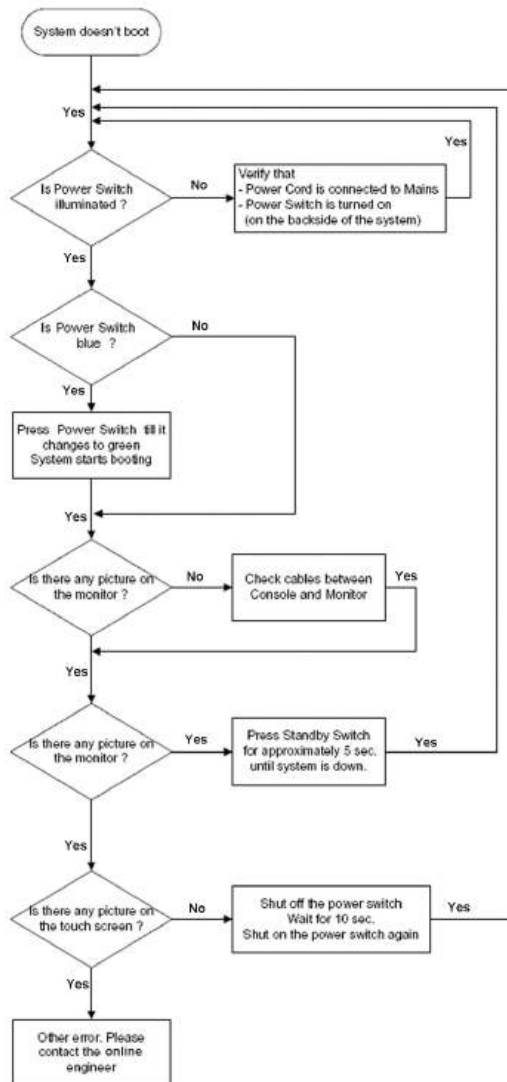 System doesn't boot
Yes
Yes
Is Power Switch
illuminated ?
No
Verify that
- Power Cord is connected to Mains
- Power Switch is turned on
(on the backside of the system)
Yes
Is Power Switch
blue ?
No
Yes
Press Power Switch till it
changes to green
System starts booting
Yes
Is there any picture on
the monitor ?
No
Check cables between
Console and Monitor
Yes
Yes
Is there any picture on
the monitor ?
Yes
Press Standby Switch
for approximately 5 sec.
until system is down.
Yes
Yes
Is there any picture on
the touch screen ?
No
Shut off the power switch
Wait for 10 sec.
Shut on the power switch again
Yes
Yes
Other error. Please
contact the online
engineer